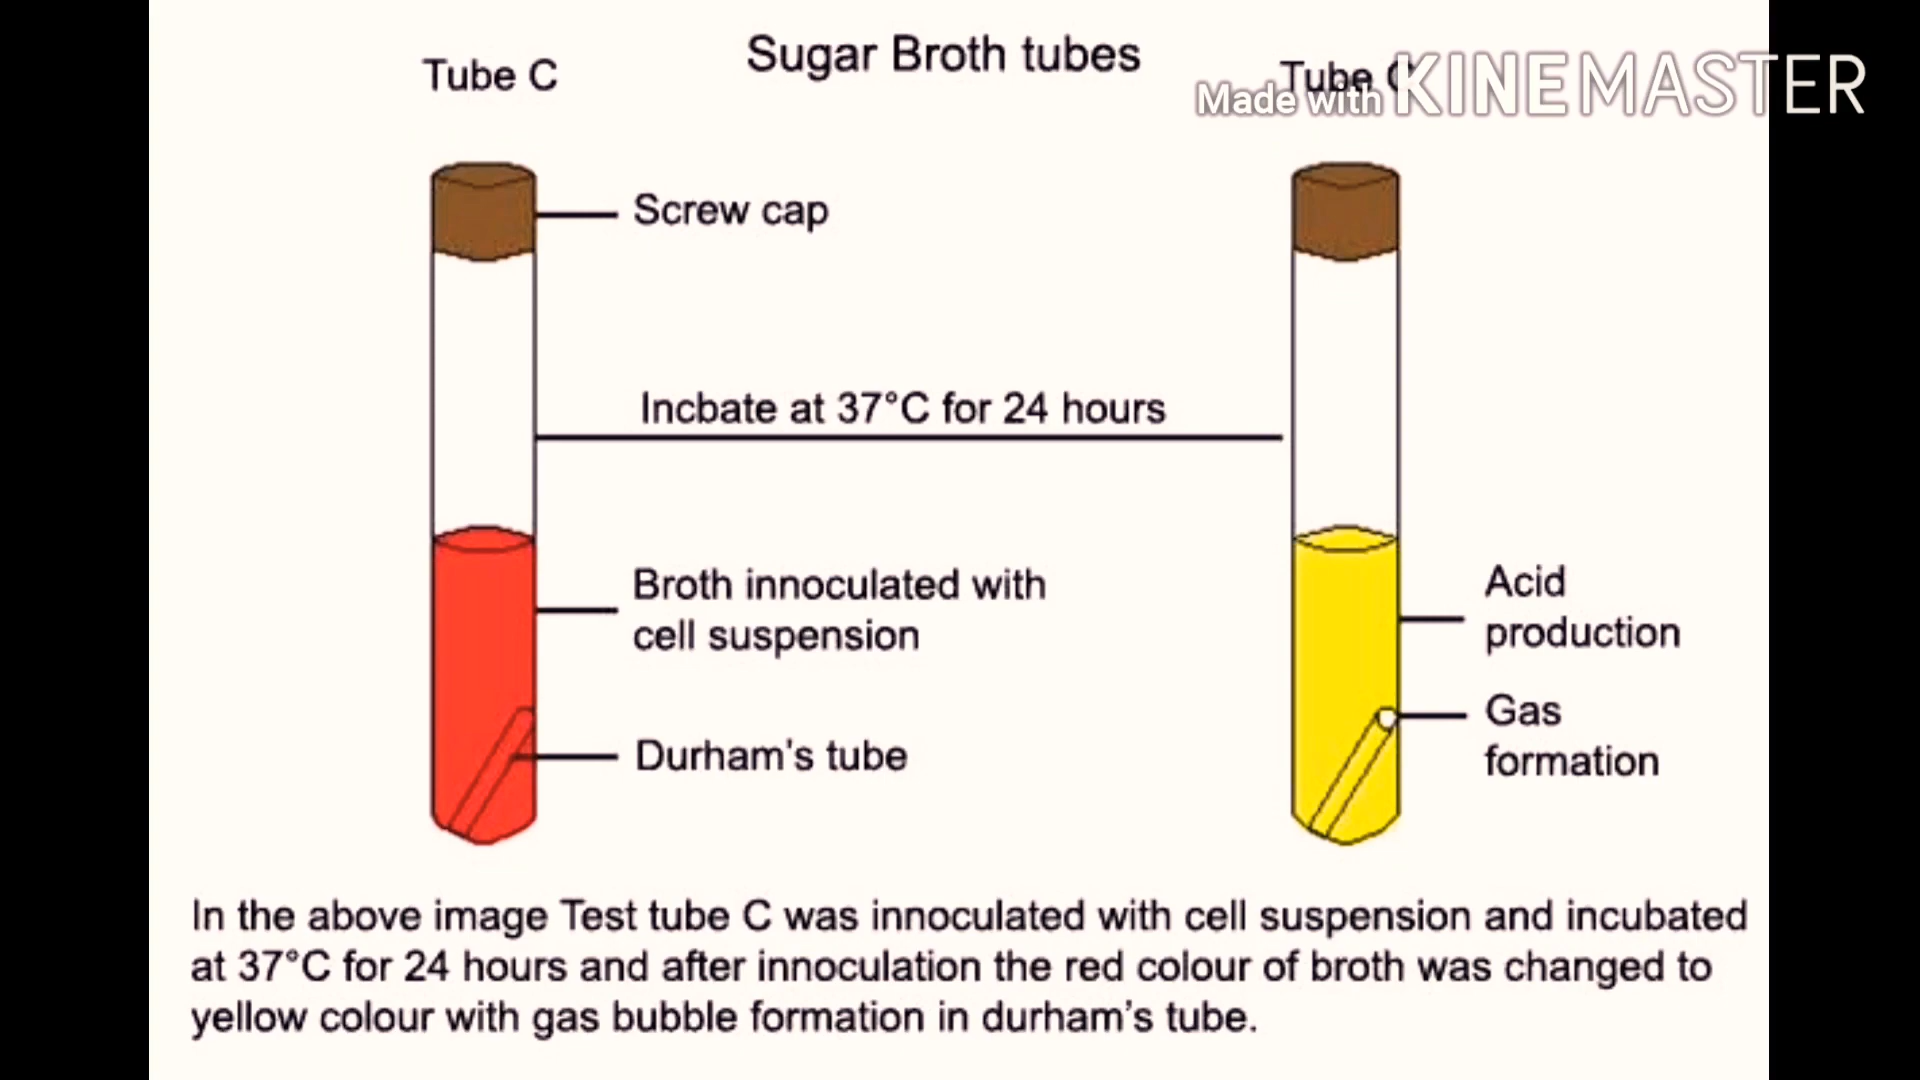 Sugar Broth tubes
Tube C
Tube C
Made with KINEMASTER
Screw cap
Incbate at 37°C for 24 hours
Broth innoculated with
cell suspension
Durham's tube
Acid
production
Gas
formation
In the above image Test tube C was innoculated with cell suspension and incubated
at 37°C for 24 hours and after innoculation the red colour of broth was changed to
yellow colour with gas bubble formation in durham's tube.